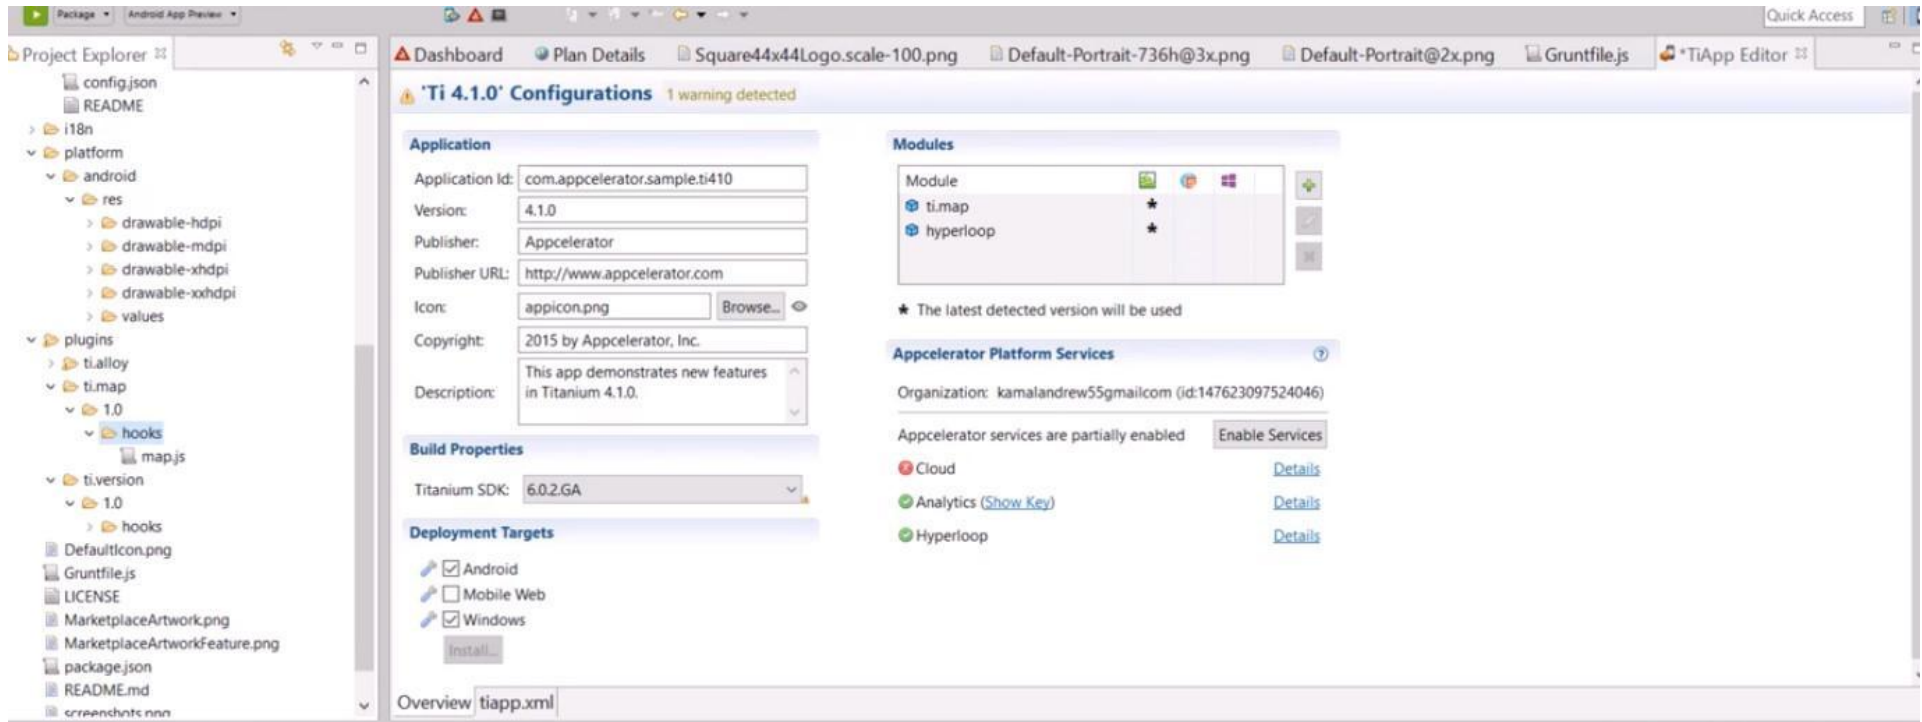 Package
Android App Preview
Quick Access
Project Explorer
config.json
README
i18n
platform
android
res
drawable-hdpi
drawable-mdpi
drawable-xhdpi
drawable-xxhdpi
values
plugins
ti.alloy
ti.map
1.0
hooks
map.js
ti.version
1.0
hooks
DefaultIcon.png
Gruntfile.js
LICENSE
MarketplaceArtwork.png
MarketplaceArtworkFeature.png
package.json
README.md
screenshots.png
Dashboard
Plan Details
Square44x44Logo.scale-100.png
Default-Portrait-736h@3x.png
Default-Portrait@2x.png
Gruntfile.js
*TiApp Editor
'Ti 4.1.0' Configurations 1 warning detected
Application
Application Id: com.appcelerator.sample.ti410
Version: 4.1.0
Publisher: Appcelerator
Publisher URL: http://www.appcelerator.com
Icon: appicon.png Browse...
Copyright: 2015 by Appcelerator, Inc.
Description: This app demonstrates new features
in Titanium 4.1.0.
Build Properties
Titanium SDK: 6.0.2.GA
Deployment Targets
Android
Mobile Web
Windows
Install...
Modules
Module
ti.map *
hyperloop *
* The latest detected version will be used
Appcelerator Platform Services
Organization: kamalandrew55gmailcom (id:147623097524046)
Appcelerator services are partially enabled Enable Services
Cloud Details
Analytics (Show Key) Details
Hyperloop Details
Overview tiapp.xml